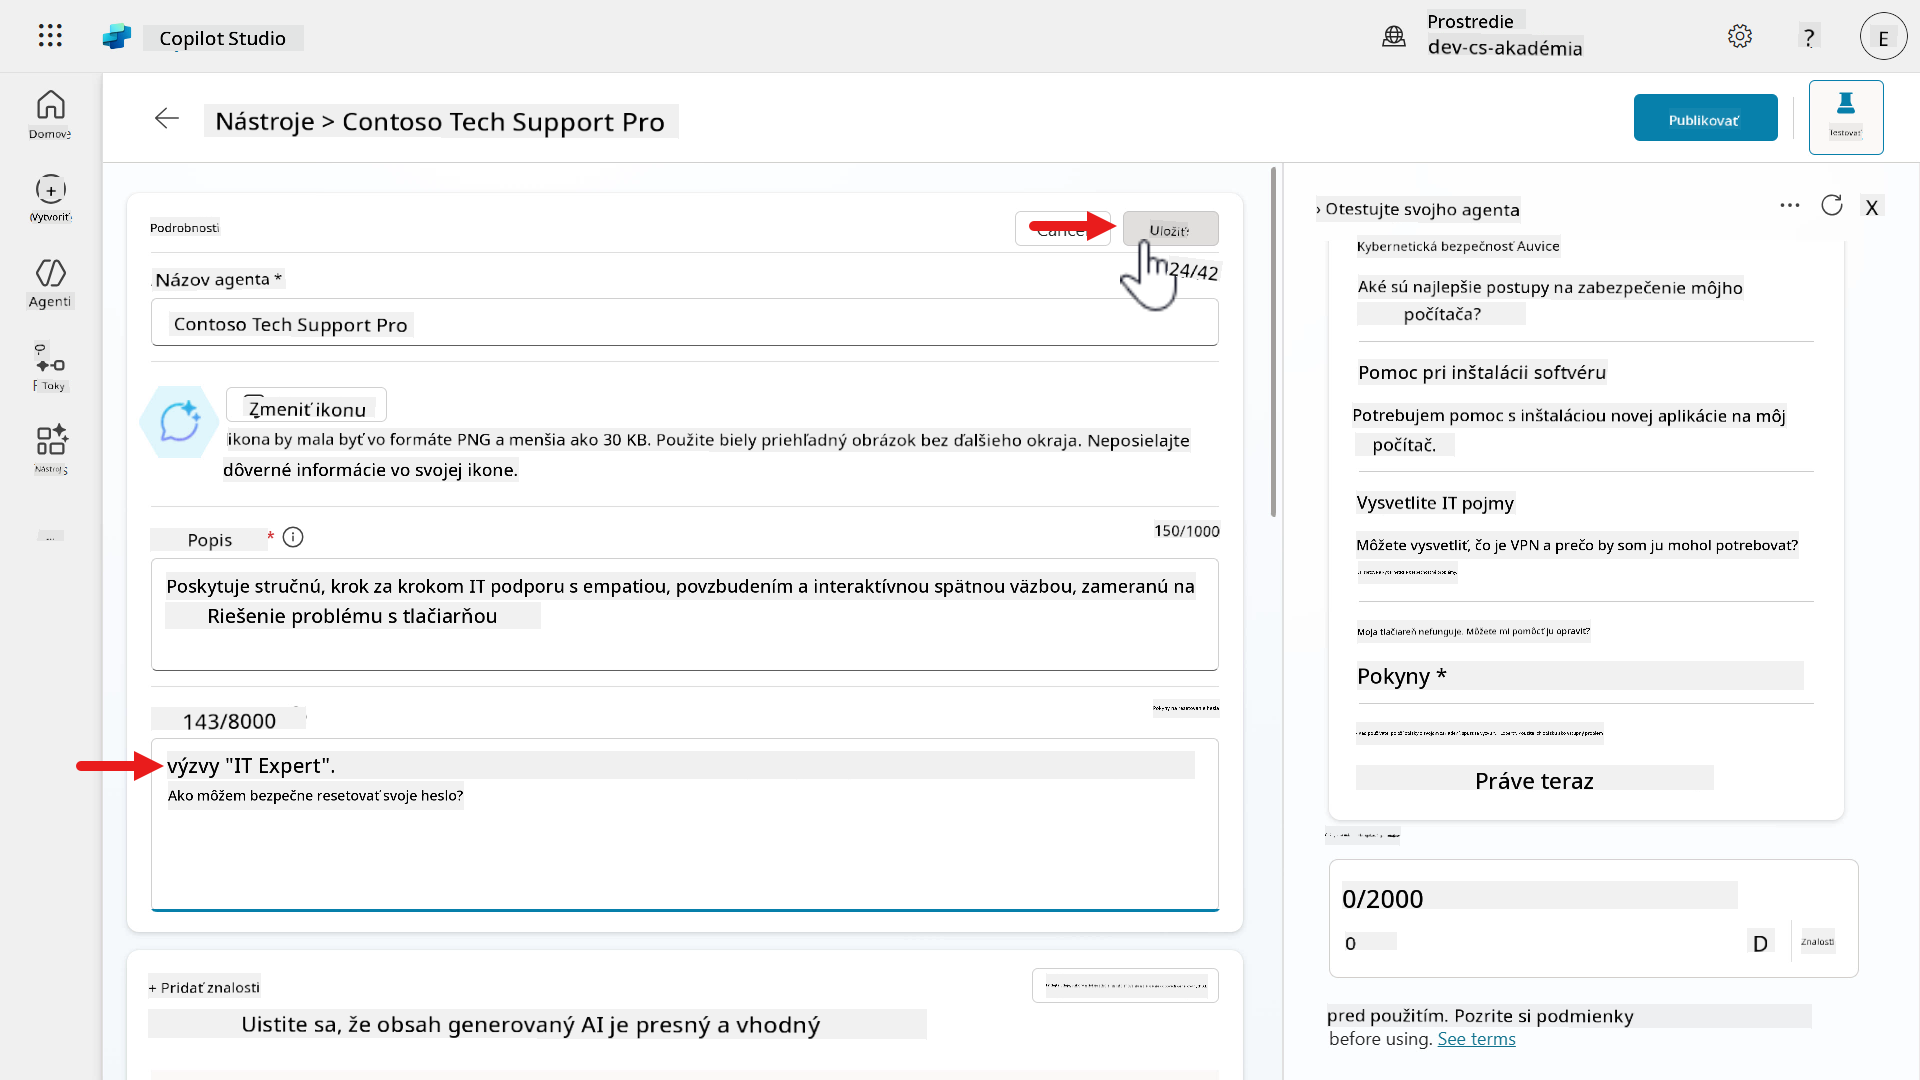 Copilot Studio
Prostredie
dev-cs-akadémia
?
E
Domove
Vytvoriť
Agenti
Toky
Nástroje > Contoso Tech Support Pro
Publikovať
Testovať
Podrobnosti
Uložiť
Názov agenta *
24/42
Contoso Tech Support Pro
Zmeniť ikonu
ikona by mala byť vo formáte PNG a menšia ako 30 KB. Použite biely priehľadný obrázok bez ďalšieho okraja. Neposielajte
dôverné informácie vo svojej ikone.
Popis *
150/1000
Poskytuje stručnú, krok za krokom IT podporu s empatiou, povzbudením a interaktívnou spätnou väzbou, zameranú na
Riešenie problému s tlačiarňou
143/8000
Pokyny na resetovanie hesla
výzvy "IT Expert".
Ako môžem bezpečne resetovať svoje heslo?
+ Pridať znalosti
Uistite sa, že obsah generovaný AI je presný a vhodný
› Otestujte svojho agenta
X
Kybernetická bezpečnosť Auvice
Aké sú najlepšie postupy na zabezpečenie môjho
počítača?
Pomoc pri inštalácii softvéru
Potrebujem pomoc s inštaláciou novej aplikácie na môj
počítač.
Vysvetlite IT pojmy
Môžete vysvetliť, čo je VPN a prečo by som ju mohol potrebovať?
Moja tlačiareň nefunguje. Môžete mi pomôcť ju opraviť?
Pokyny *
Práve teraz
0/2000
0
D
Znalosti
pred použitím. Pozrite si podmienky
before using. See terms